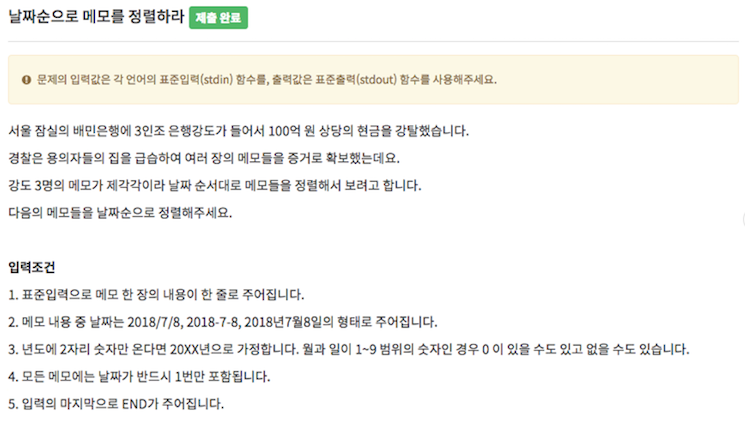 날짜순으로 메모를 정렬하라 제출 완료
문제의 입력값은 각 언어의 표준입력(stdin) 함수를, 출력값은 표준출력(stdout) 함수를 사용해주세요.
서울 잠실의 배민은행에 3인조 은행강도가 들어서 100억 원 상당의 현금을 강탈했습니다.
경찰은 용의자들의 집을 급습하여 여러 장의 메모들을 증거로 확보했는데요.
강도 3명의 메모가 제각각이라 날짜 순서대로 메모들을 정렬해서 보려고 합니다.
다음의 메모들을 날짜순으로 정렬해주세요.
입력조건
1. 표준입력으로 메모 한 장의 내용이 한 줄로 주어집니다.
2. 메모 내용 중 날짜는 2018/7/8, 2018-7-8, 2018년7월8일의 형태로 주어집니다.
3. 년도에 2자리 숫자만 온다면 20XX년으로 가정합니다. 월과 일이 1~9 범위의 숫자인 경우 0 이 있을 수도 있고 없을 수도 있습니다.
4. 모든 메모에는 날짜가 반드시 1번만 포함됩니다.
5. 입력의 마지막으로 END가 주어집니다.